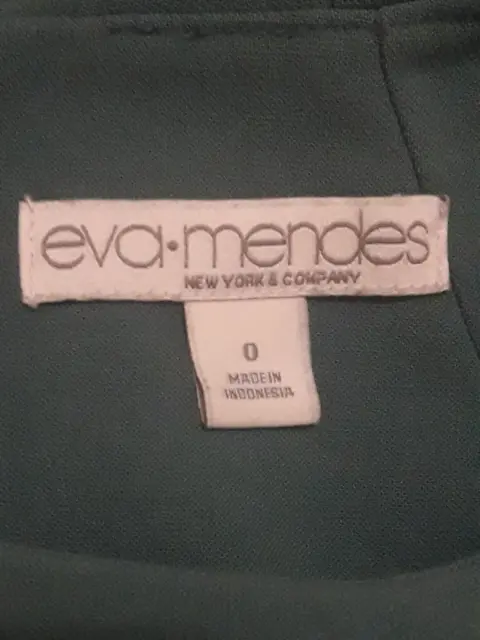 eva·mendes
NEW YORK & COMPANY
0
MADE IN
INDONESIA